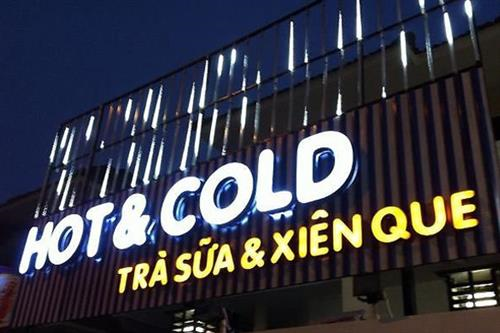 HOT & COLD
TRÀ SỮA & XIÊN QUE